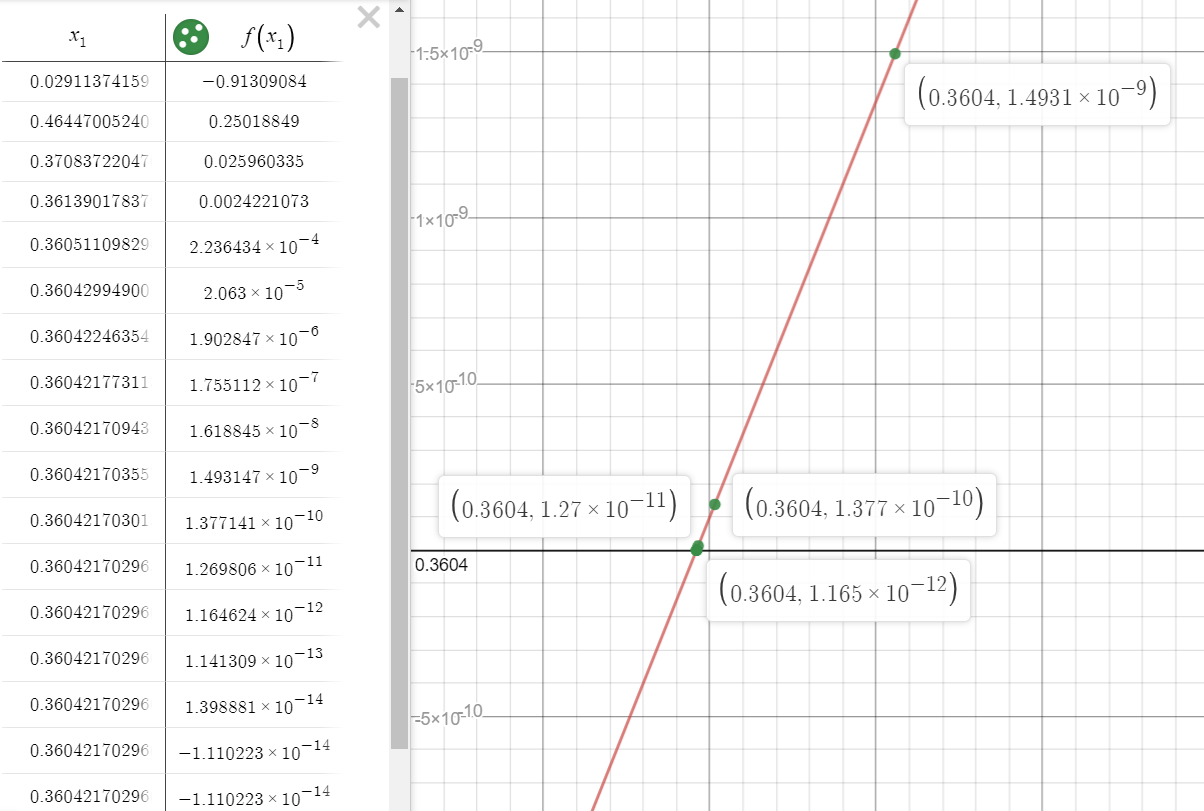 x₁ f(x₁)
0.02911374159 −0.91309084
0.46447005240 0.25018849
0.37083722047 0.025960335
0.36139017837 0.0024221073
0.36051109829 2.236434 × 10⁻⁴
0.36042994900 2.063 × 10⁻⁵
0.36042246354 1.902847 × 10⁻⁶
0.36042177311 1.755112 × 10⁻⁷
0.36042170943 1.618845 × 10⁻⁸
0.36042170355 1.493147 × 10⁻⁹
0.36042170301 1.377141 × 10⁻¹⁰
0.36042170296 1.269806 × 10⁻¹¹
0.36042170296 1.164624 × 10⁻¹²
0.36042170296 1.141309 × 10⁻¹³
0.36042170296 1.398881 × 10⁻¹⁴
0.36042170296 −1.110223 × 10⁻¹⁴
0.36042170296 −1.110223 × 10⁻¹⁴
1.5×10⁻⁹
(0.3604, 1.4931 × 10⁻⁹)
1×10⁻⁹
5×10⁻¹⁰
(0.3604, 1.27 × 10⁻¹¹)
(0.3604, 1.377 × 10⁻¹⁰)
0.3604
(0.3604, 1.165 × 10⁻¹²)
-5×10⁻¹⁰